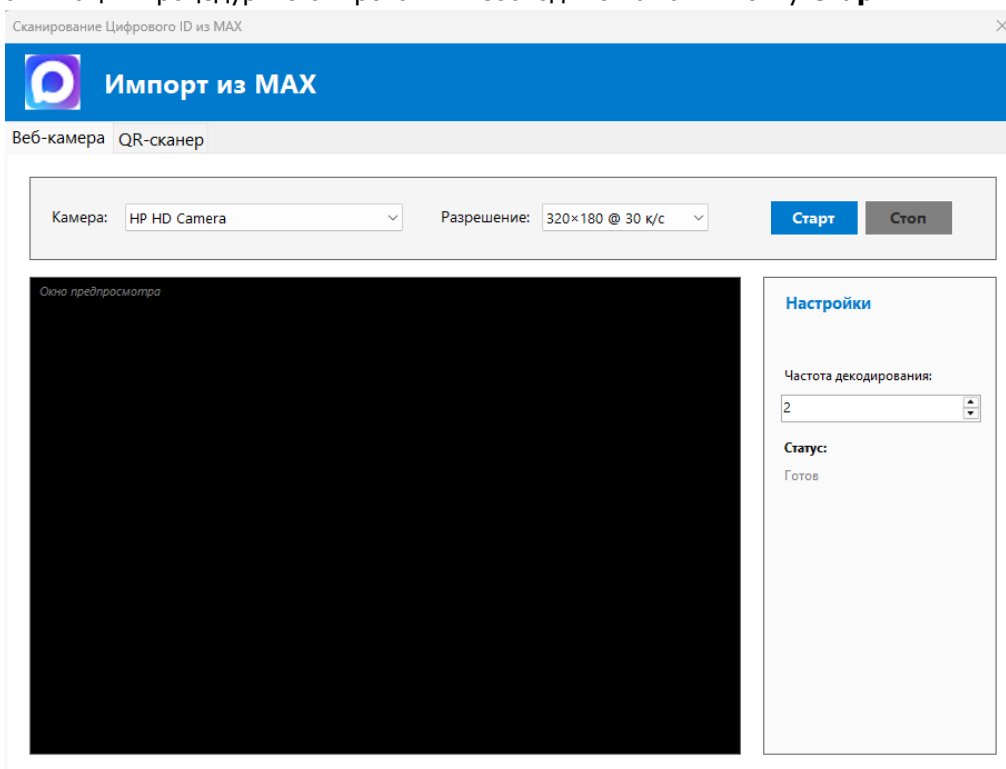 Сканирование Цифрового ID из MAX
Импорт из MAX
Веб-камера QR-сканер
Камера: HP HD Camera Разрешение: 320×180 @ 30 к/с Старт Стоп
Окно предпросмотра
Настройки
Частота декодирования:
2
Статус:
Готов